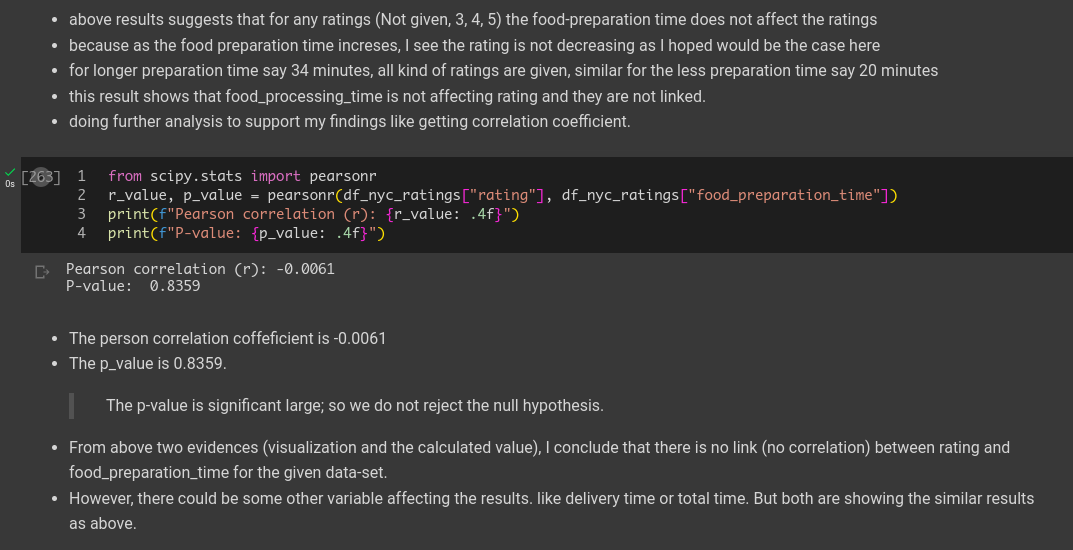 above results suggests that for any ratings (Not given, 3, 4, 5) the food-preparation time does not affect the ratings
because as the food preparation time increses, I see the rating is not decreasing as I hoped would be the case here
for longer preparation time say 34 minutes, all kind of ratings are given, similar for the less preparation time say 20 minutes
this result shows that food_processing_time is not affecting rating and they are not linked.
doing further analysis to support my findings like getting correlation coefficient.
0s
[263]
1 from scipy.stats import pearsonr
2 r_value, p_value = pearsonr(df_nyc_ratings["rating"], df_nyc_ratings["food_preparation_time"])
3 print(f"Pearson correlation (r): {r_value: .4f}")
4 print(f"P-value: {p_value: .4f}")
Pearson correlation (r): -0.0061
P-value:  0.8359
The person correlation coffeficient is -0.0061
The p_value is 0.8359.
The p-value is significant large; so we do not reject the null hypothesis.
From above two evidences (visualization and the calculated value), I conclude that there is no link (no correlation) between rating and
food_preparation_time for the given data-set.
However, there could be some other variable affecting the results. like delivery time or total time. But both are showing the similar results
as above.